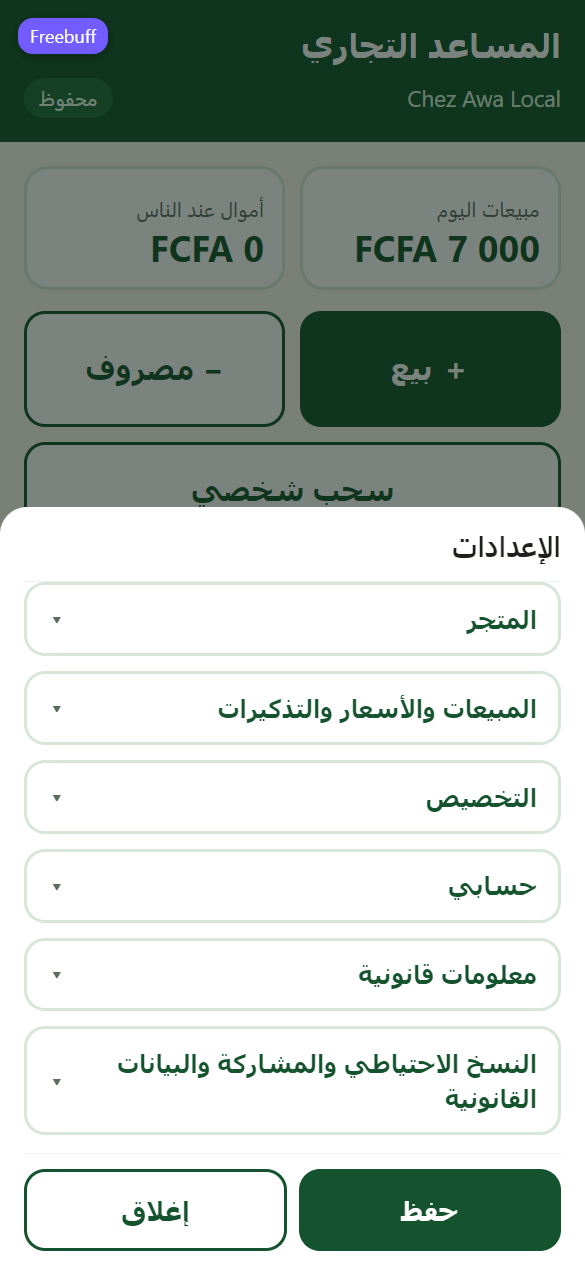 Freebuff
المساعد التجاري
Chez Awa Local
محفوظ
مبيعات اليوم
FCFA 7 000
أموال عند الناس
FCFA 0
+ بيع
– مصروف
سحب شخصي
الإعدادات
المتجر
المبيعات والأسعار والتذكيرات
التخصيص
حسابي
معلومات قانونية
النسخ الاحتياطي والمشاركة والبيانات
القانونية
حفظ
إغلاق